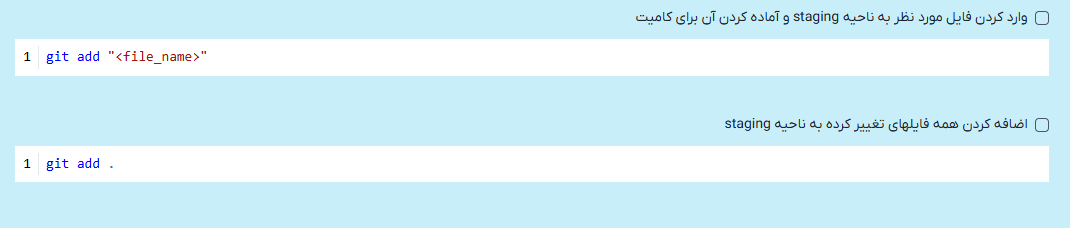 وارد کردن فایل مورد نظر به ناحیه staging و آماده کردن آن برای کامیت
1 git add "<file_name>"
اضافه کردن همه فایلهای تغییر کرده به ناحیه staging
1 git add .